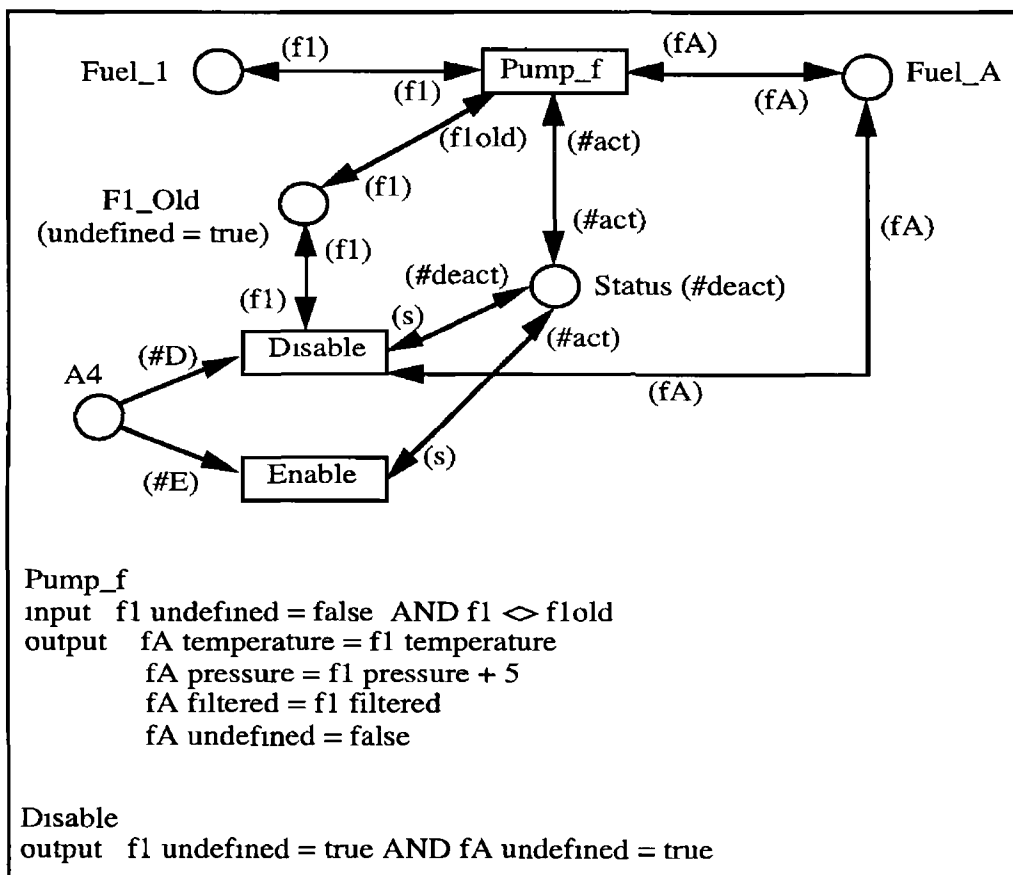 (f1)
(fA)
Fuel_1
Pump_f
Fuel_A
(f1)
(fA)
(f1old)
(#act)
F1_Old
(f1)
(undefined = true)
(#act)
(fA)
(f1)
(#deact)
Status (#deact)
(f1)
(s)
(#act)
Disable
(#D)
A4
(fA)
(s)
Enable
(#E)
Pump_f
input f1 undefined = false AND f1 <> f1old
output fA temperature = f1 temperature
fA pressure = f1 pressure + 5
fA filtered = f1 filtered
fA undefined = false
Disable
output f1 undefined = true AND fA undefined = true